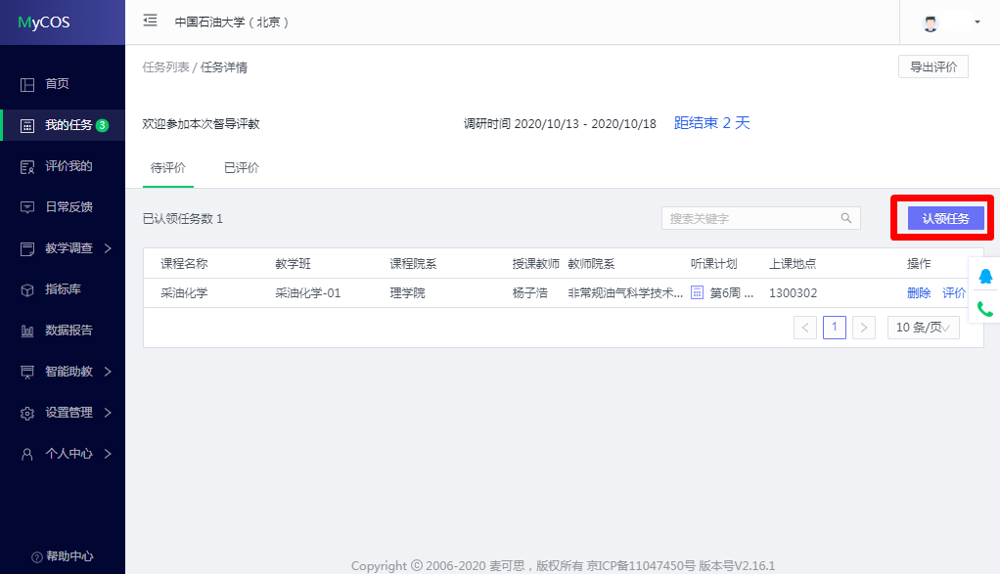 MyCOS
中国石油大学（北京）
首页
我的任务 3
评价我的
日常反馈
教学调查
指标库
数据报告
智能助教
设置管理
个人中心
帮助中心
任务列表 / 任务详情
导出评价
欢迎参加本次督导评教
调研时间 2020/10/13 - 2020/10/18 距结束 2 天
待评价 已评价
已认领任务数 1
搜索关键字
认领任务
课程名称 教学班 课程院系 授课教师 教师院系 听课计划 上课地点 操作
采油化学 采油化学-01 理学院 杨子浩 非常规油气科学技术... 第6周 ... 1300302 删除 评价
< 1 > 10 条/页
Copyright © 2006-2020 麦可思，版权所有 京ICP备11047450号 版本号V2.16.1